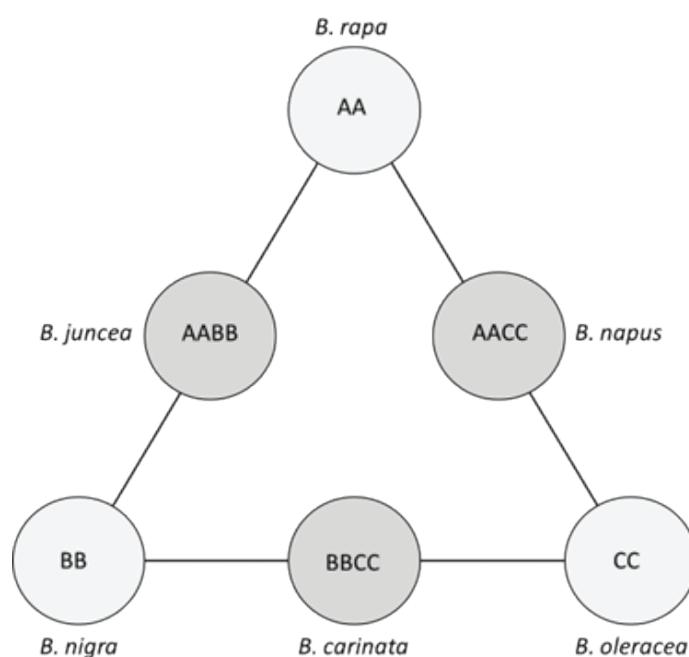 B. rapa
AA
B. juncea AABB AACC B. napus
BB BBCC CC
B. nigra B. carinata B. oleracea